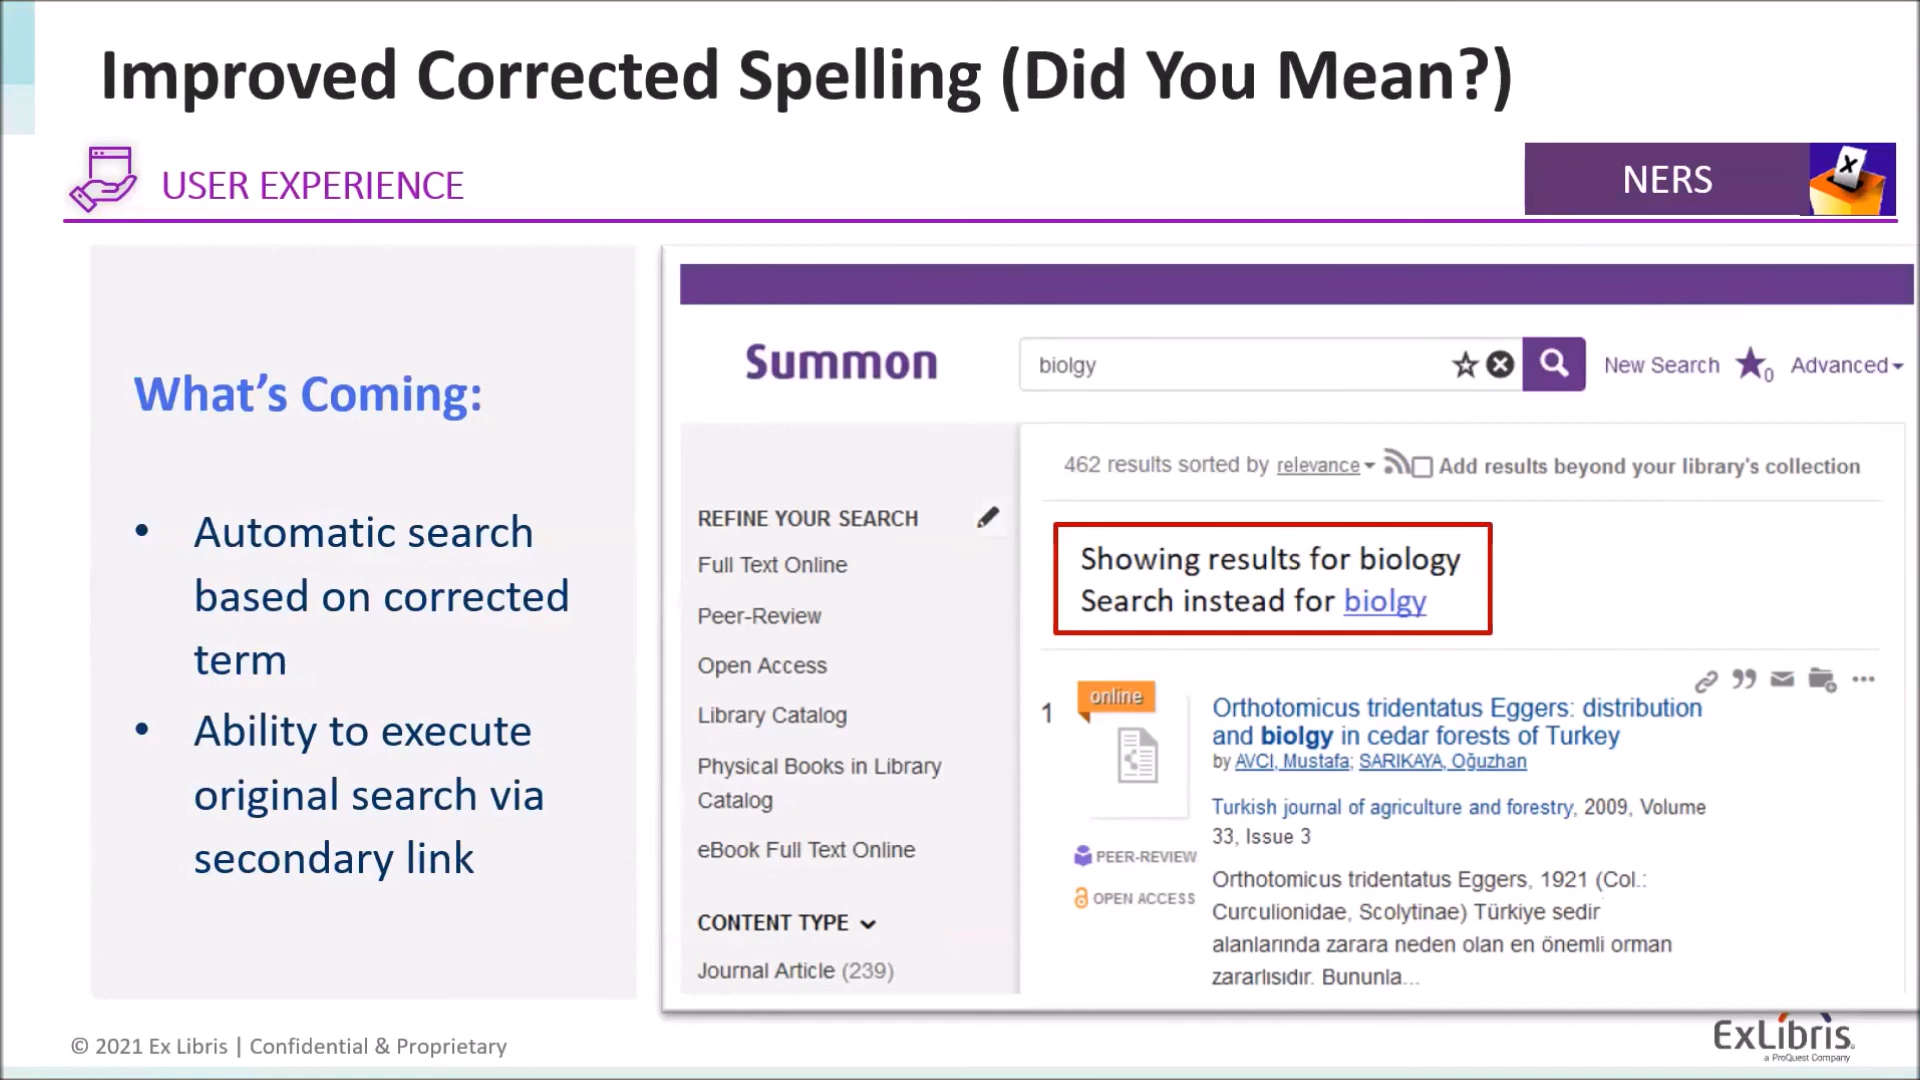 Improved Corrected Spelling (Did You Mean?)
USER EXPERIENCE
NERS
X
What's Coming:
• Automatic search
based on corrected
term
• Ability to execute
original search via
secondary link
Summon
biolgy
New Search
0
Advanced
462 results sorted by relevance
Add results beyond your library's collection
REFINE YOUR SEARCH
Full Text Online
Peer-Review
Open Access
Library Catalog
Physical Books in Library
Catalog
eBook Full Text Online
CONTENT TYPE
Journal Article (239)
Showing results for biology
Search instead for biolgy
1
online
Orthotomicus tridentatus Eggers: distribution
and biolgy in cedar forests of Turkey
by AVCI, Mustafa; SARIKAYA, Oğuzhan
Turkish journal of agriculture and forestry, 2009, Volume
33, Issue 3
PEER-REVIEW
OPEN ACCESS
Orthotomicus tridentatus Eggers, 1921 (Col.:
Curculionidae, Scolytinae) Türkiye sedir
alanlarında zarara neden olan en önemli orman
zararlısıdır. Bununla...
© 2021 Ex Libris | Confidential & Proprietary
ExLibris
a ProQuest Company